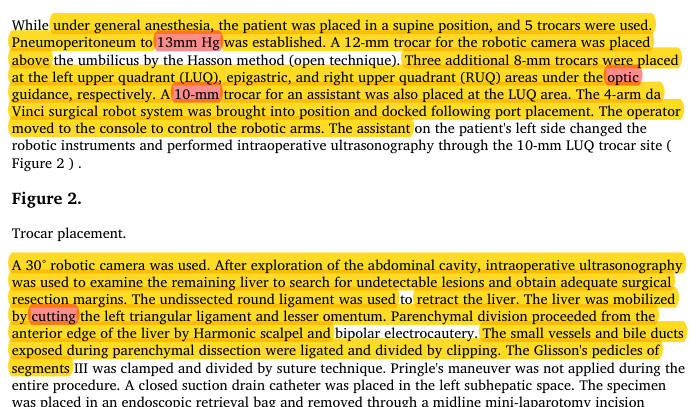 While under general anesthesia, the patient was placed in a supine position, and 5 trocars were used.
Pneumoperitoneum to 13mm Hg was established. A 12-mm trocar for the robotic camera was placed
above the umbilicus by the Hasson method (open technique). Three additional 8-mm trocars were placed
at the left upper quadrant (LUQ), epigastric, and right upper quadrant (RUQ) areas under the optic
guidance, respectively. A 10-mm trocar for an assistant was also placed at the LUQ area. The 4-arm da
Vinci surgical robot system was brought into position and docked following port placement. The operator
moved to the console to control the robotic arms. The assistant on the patient's left side changed the
robotic instruments and performed intraoperative ultrasonography through the 10-mm LUQ trocar site (
Figure 2 ) .
Figure 2.
Trocar placement.
A 30° robotic camera was used. After exploration of the abdominal cavity, intraoperative ultrasonography
was used to examine the remaining liver to search for undetectable lesions and obtain adequate surgical
resection margins. The undissected round ligament was used to retract the liver. The liver was mobilized
by cutting the left triangular ligament and lesser omentum. Parenchymal division proceeded from the
anterior edge of the liver by Harmonic scalpel and bipolar electrocautery. The small vessels and bile ducts
exposed during parenchymal dissection were ligated and divided by clipping. The Glisson's pedicles of
segments III was clamped and divided by suture technique. Pringle's maneuver was not applied during the
entire procedure. A closed suction drain catheter was placed in the left subhepatic space. The specimen
was placed in an endoscopic retrieval bag and removed through a midline mini-laparotomy incision